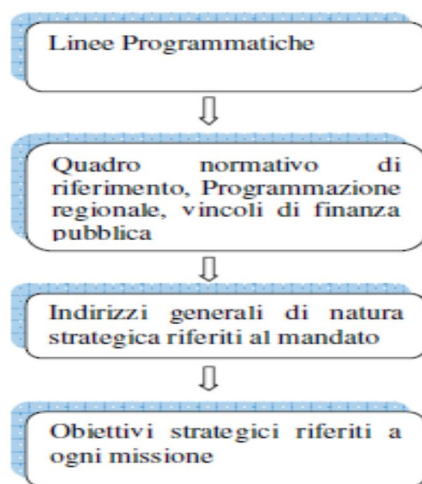 Linee Programmatiche
Quadro normativo di
riferimento, Programmazione
regionale, vincoli di finanza
pubblica
Indirizzi generali di natura
strategica riferiti al mandato
Obiettivi strategici riferiti a
ogni missione